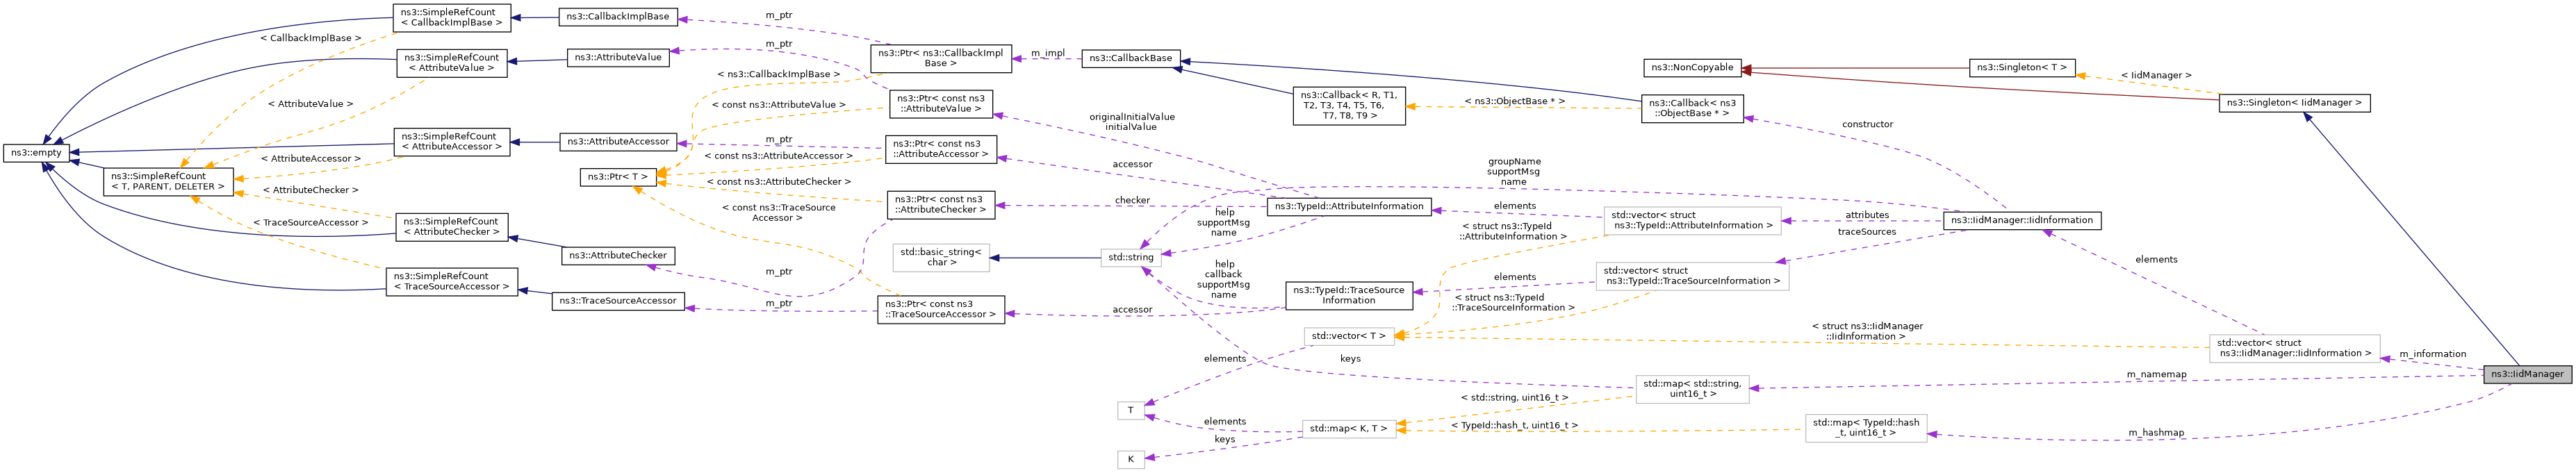 ns3::empty
ns3::SimpleRefCount
< T, PARENT, DELETER >
< CallbackImplBase >
< AttributeValue >
< AttributeAccessor >
< AttributeChecker >
< TraceSourceAccessor >
ns3::SimpleRefCount
< CallbackImplBase >
ns3::SimpleRefCount
< AttributeValue >
ns3::SimpleRefCount
< AttributeAccessor >
ns3::SimpleRefCount
< AttributeChecker >
ns3::SimpleRefCount
< TraceSourceAccessor >
ns3::CallbackImplBase
ns3::AttributeValue
ns3::AttributeAccessor
ns3::Ptr< T >
ns3::AttributeChecker
ns3::TraceSourceAccessor
m_ptr
m_ptr
< ns3::CallbackImplBase >
< const ns3::AttributeValue >
m_ptr
< const ns3::AttributeAccessor >
< const ns3::AttributeChecker >
< const ns3::TraceSource
Accessor >
m_ptr
m_ptr
ns3::Ptr< ns3::CallbackImpl
Base >
ns3::Ptr< const ns3
::AttributeValue >
ns3::Ptr< const ns3
::AttributeAccessor >
ns3::Ptr< const ns3
::AttributeChecker >
std::basic_string<
char >
ns3::Ptr< const ns3
::TraceSourceAccessor >
m_impl
ns3::CallbackBase
originalInitialValue
initialValue
accessor
checker
help
supportMsg
name
std::string
help
callback
supportMsg
name
accessor
elements
T
elements
keys
K
ns3::Callback< R, T1,
T2, T3, T4, T5, T6,
T7, T8, T9 >
ns3::TypeId::AttributeInformation
ns3::TypeId::TraceSource
Information
std::vector< T >
keys
std::map< K, T >
< ns3::ObjectBase * >
groupName
supportMsg
name
elements
< struct ns3::TypeId
::AttributeInformation >
elements
< struct ns3::TypeId
::TraceSourceInformation >
< std::string, uint16_t >
< TypeId::hash_t, uint16_t >
ns3::NonCopyable
ns3::Callback< ns3
::ObjectBase * >
std::vector< struct
ns3::TypeId::AttributeInformation >
std::vector< struct
ns3::TypeId::TraceSourceInformation >
std::map< std::string,
uint16_t >
constructor
attributes
traceSources
< struct ns3::IidManager
::IidInformation >
std::map< TypeId::hash
_t, uint16_t >
ns3::Singleton< T >
ns3::IidManager::IidInformation
< IidManager >
elements
m_namemap
m_hashmap
ns3::Singleton< IidManager >
std::vector< struct
ns3::IidManager::IidInformation >
m_information
ns3::IidManager